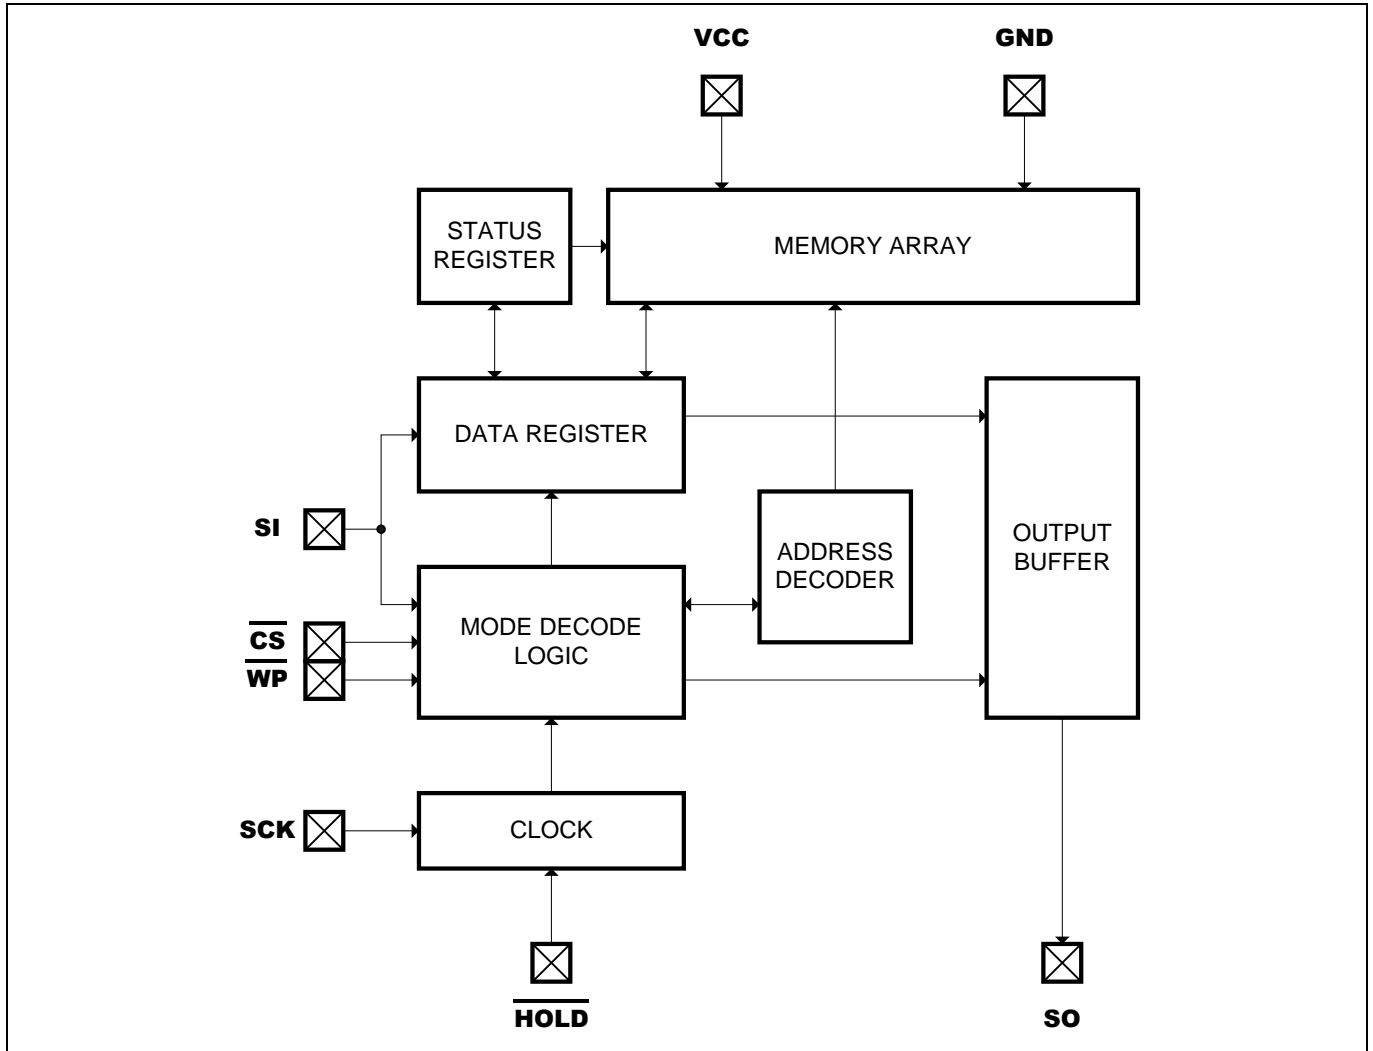 VCC
GND
STATUS
REGISTER
MEMORY ARRAY
DATA REGISTER
SI
ADDRESS
DECODER
OUTPUT
BUFFER
CS
WP
MODE DECODE
LOGIC
SCK
CLOCK
HOLD
SO